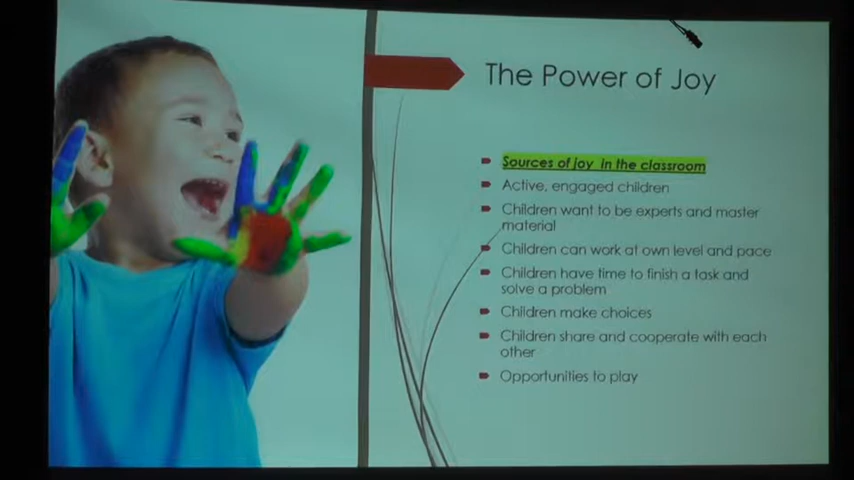 The Power of Joy
Sources of joy in the classroom
Active, engaged children
Children want to be experts and master
material
Children can work at own level and pace
Children have time to finish a task and
solve a problem
Children make choices
Children share and cooperate with each
other
Opportunities to play